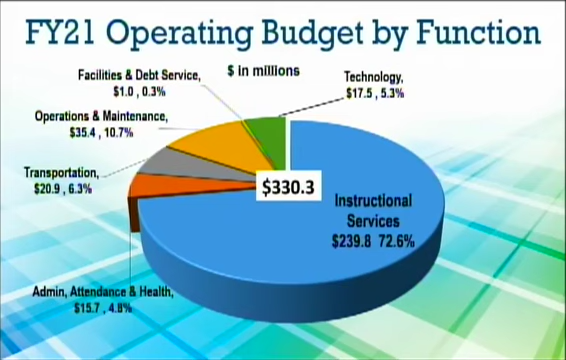 FY21 Operating Budget by Function
$ in millions
Facilities & Debt Service,
$1.0 , 0.3%
Technology,
$17.5 , 5.3%
Operations & Maintenance,
$35.4 , 10.7%
Transportation,
$20.9 , 6.3%
$330.3
Instructional
Services
$239.8 72.6%
Admin, Attendance & Health,
$15.7 , 4.8%